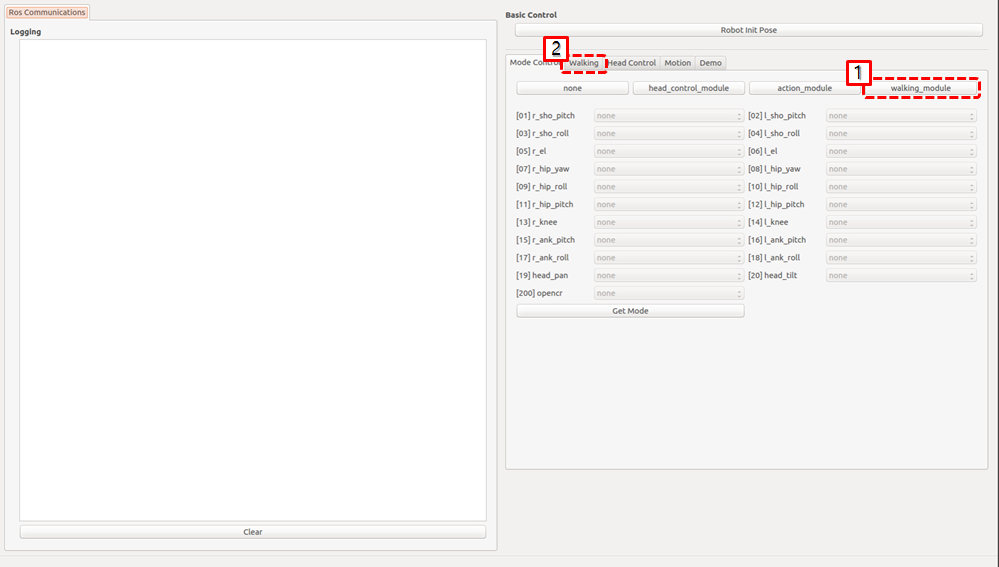 Ros Communications
Logging
Clear
Basic Control
Robot Init Pose
2
Mode Control Walking Head Control Motion Demo
1
none head_control_module action_module walking_module
[01] r_sho_pitch none [02] l_sho_pitch none
[03] r_sho_roll none [04] l_sho_roll none
[05] r_el none [06] l_el none
[07] r_hip_yaw none [08] l_hip_yaw none
[09] r_hip_roll none [10] l_hip_roll none
[11] r_hip_pitch none [12] l_hip_pitch none
[13] r_knee none [14] l_knee none
[15] r_ank_pitch none [16] l_ank_pitch none
[17] r_ank_roll none [18] l_ank_roll none
[19] head_pan none [20] head_tilt none
[200] opencr none
Get Mode